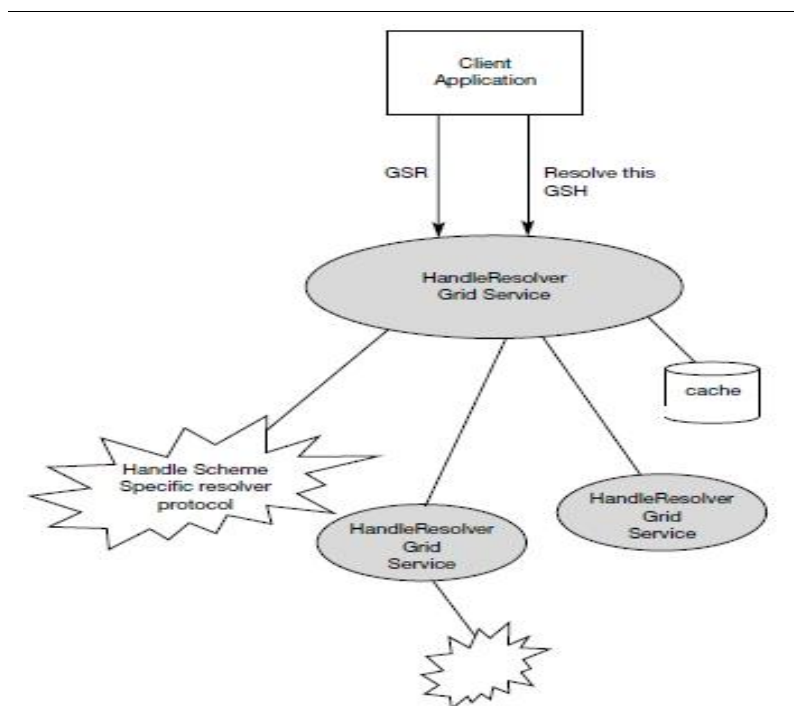 Client
Application
GSR
Resolve this
GSH
HandleResolver
Grid Service
cache
Handle Scheme
Specific resolver
protocol
HandleResolver
Grid
Service
HandleResolver
Grid
Service